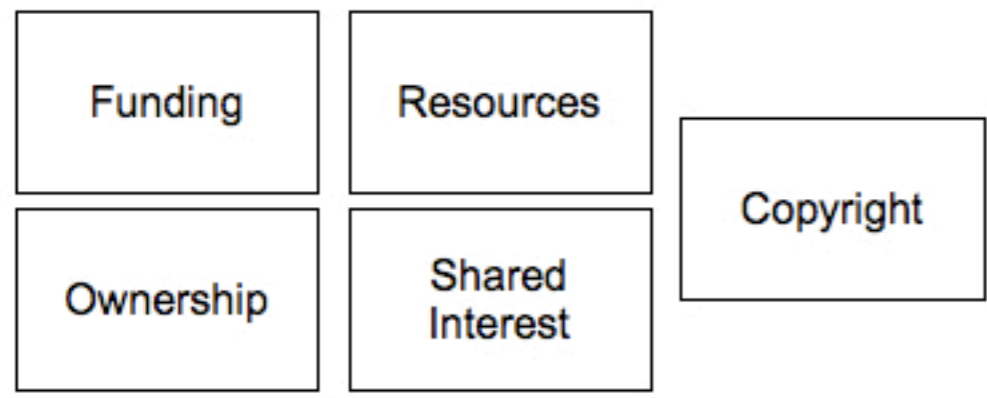 Funding
Resources
Copyright
Ownership
Shared
Interest